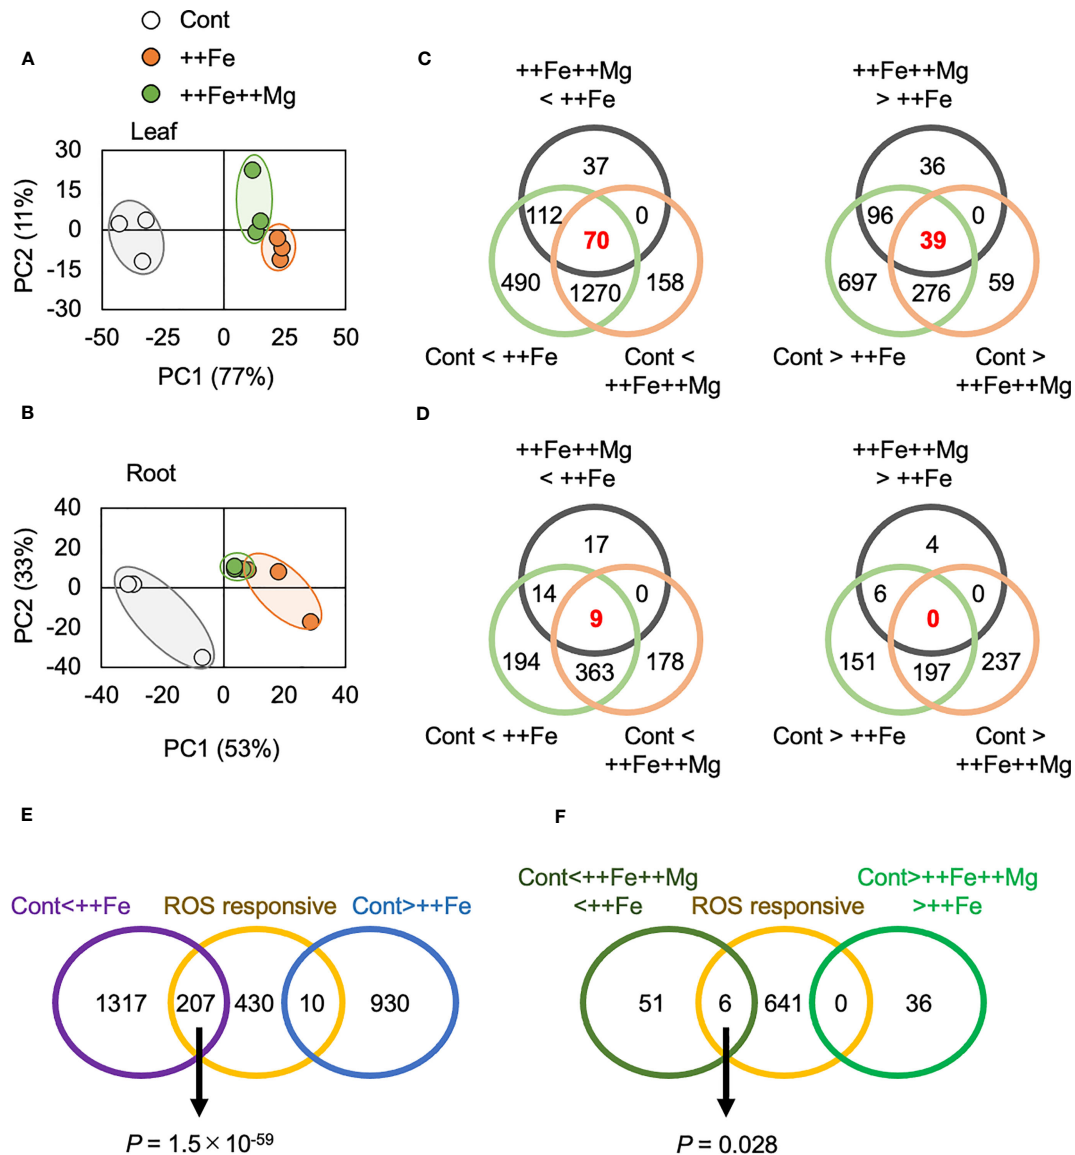 Cont
++Fe
++Fe++Mg
A
Leaf
30
15
0
-15
-30
-50
-25
0
25
50
PC2 (11%)
PC1 (77%)
B
Root
40
20
0
-20
-40
-40
-20
0
20
40
PC2 (33%)
PC1 (53%)
C
++Fe++Mg
< ++Fe
37
112
0
70
490
1270
158
Cont < ++Fe
Cont <
++Fe++Mg
++Fe++Mg
> ++Fe
36
96
0
39
697
276
59
Cont > ++Fe
Cont >
++Fe++Mg
D
++Fe++Mg
< ++Fe
17
14
0
9
194
363
178
Cont < ++Fe
Cont <
++Fe++Mg
++Fe++Mg
> ++Fe
4
6
0
0
151
197
237
Cont > ++Fe
Cont >
++Fe++Mg
E
Cont<++Fe
ROS responsive
Cont>++Fe
1317
207
430
10
930
P = 1.5×10-59
F
Cont<++Fe++Mg
<++Fe
ROS responsive
Cont>++Fe++Mg
>++Fe
51
6
641
0
36
P = 0.028